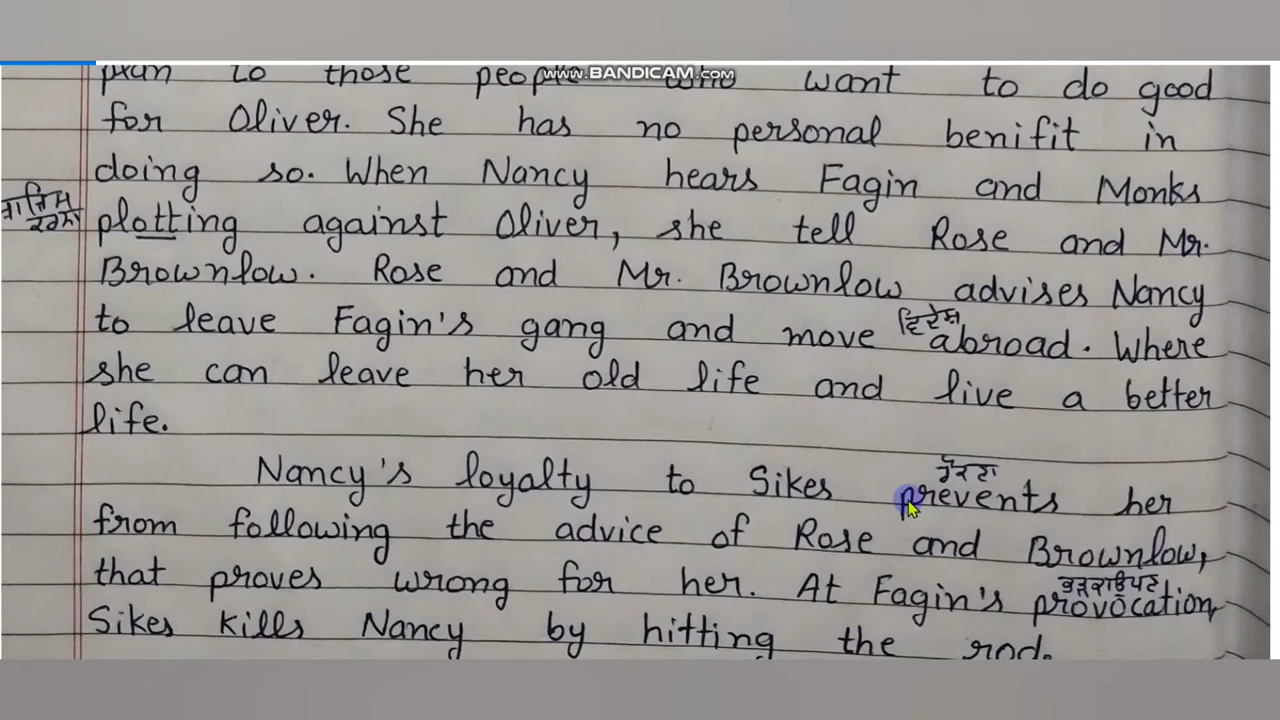 www.BANDICAM.com
plan to those people who want to do good
for Oliver. She has no personal benifit in
doing so. When Nancy hears Fagin and Monks
ਸਾਜਿਸ਼
ਕਰਨਾ
plotting against Oliver, she tell Rose and Mr.
Brownlow. Rose and Mr. Brownlow advises Nancy
ਵਿਦੇਸ਼
to leave Fagin's gang and move abroad. Where
she can leave her old life and live a better
life.
ਰੋਕਣਾ
Nancy's loyalty to Sikes prevents her
from following the advice of Rose and Brownlow,
that proves wrong for her. At Fagin's provocation,
Sikes kills Nancy by hitting the rod.